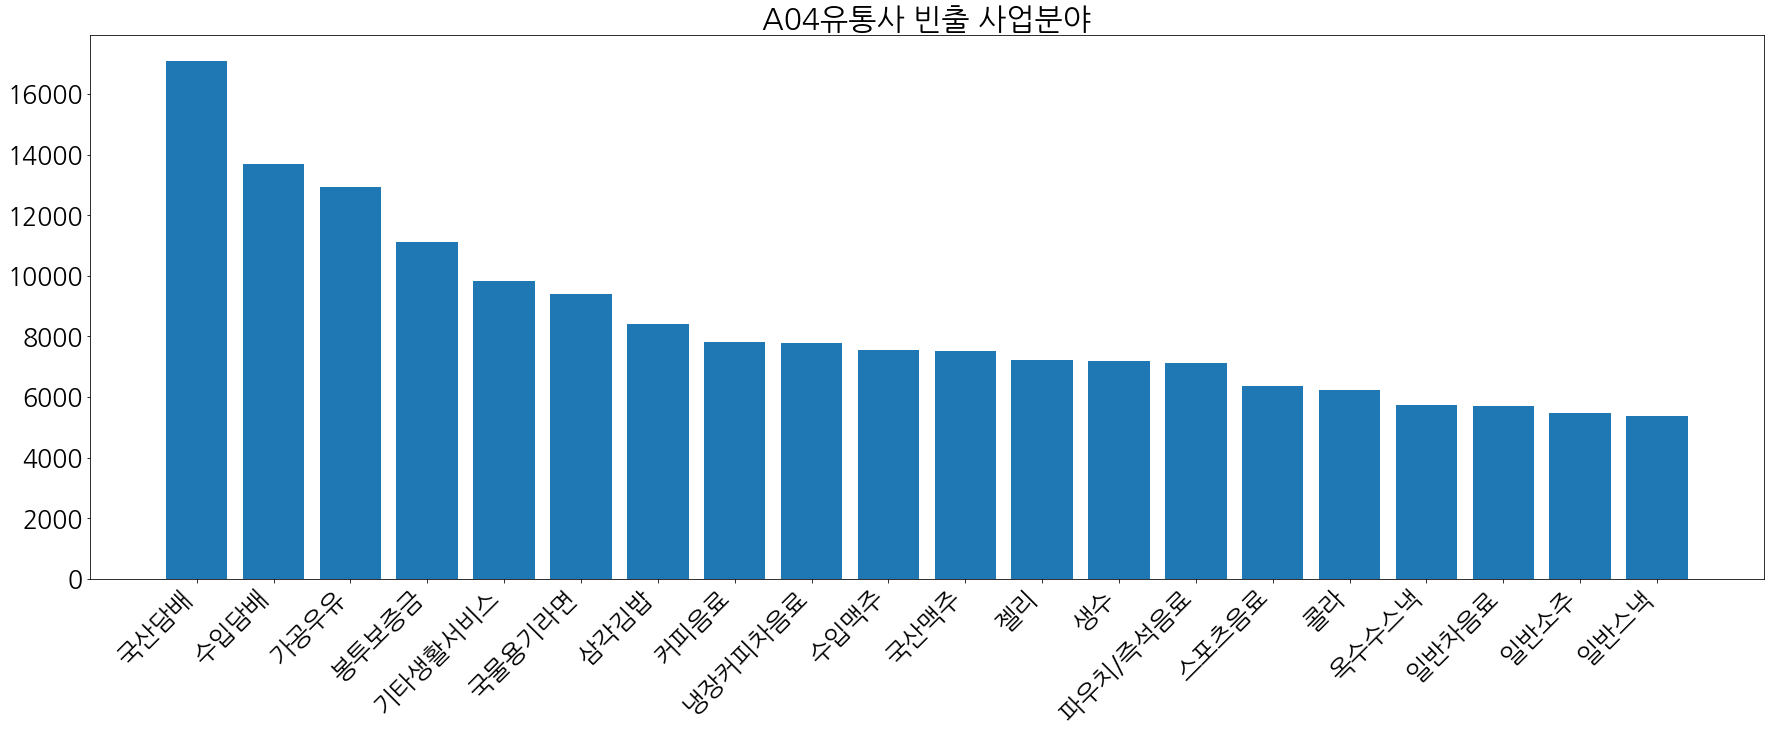 A04유통사 빈출 사업분야
16000
14000
12000
10000
8000
6000
4000
2000
0
국산담배
수입담배
가공우유
봉투보증금
기타생활서비스
국물용기라면
삼각김밥
커피음료
냉장커피차음료
수입맥주
국산맥주
젤리
생수
파우치/즉석음료
스포츠음료
콜라
옥수수스낵
일반차음료
일반소주
일반스낵